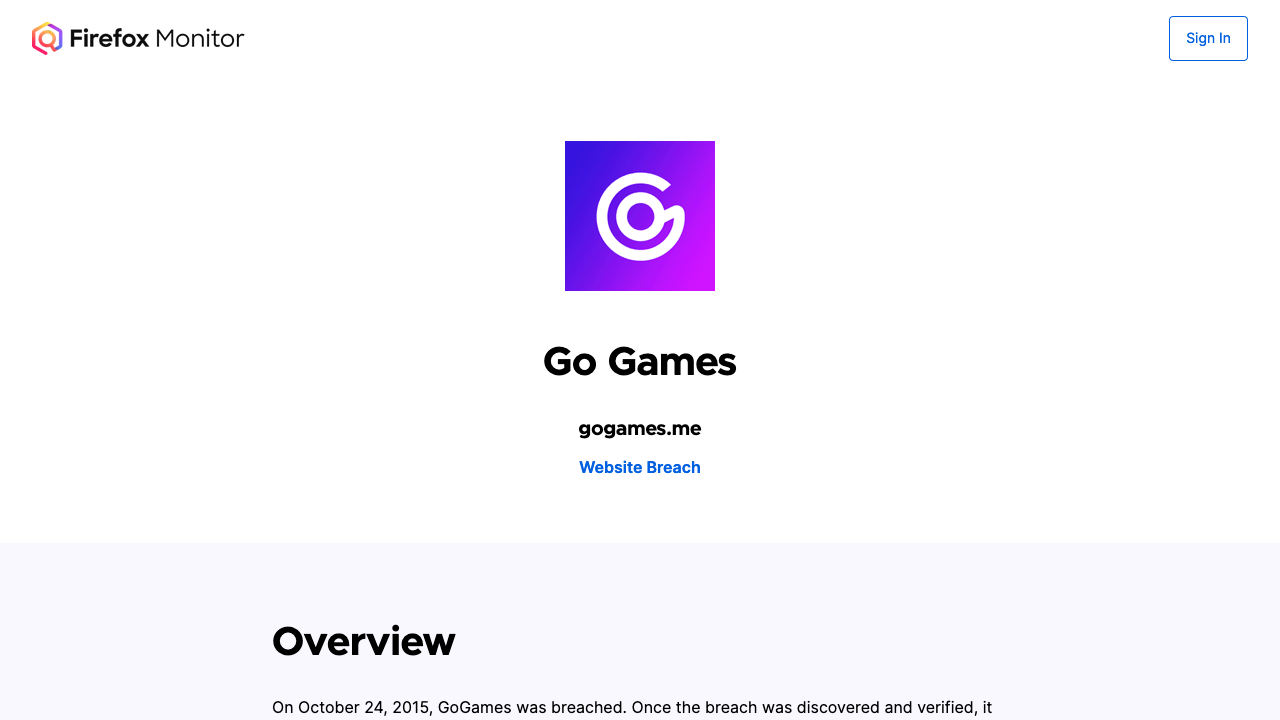 Firefox Monitor
Sign In
Go Games
gogames.me
Website Breach
Overview
On October 24, 2015, GoGames was breached. Once the breach was discovered and verified, it